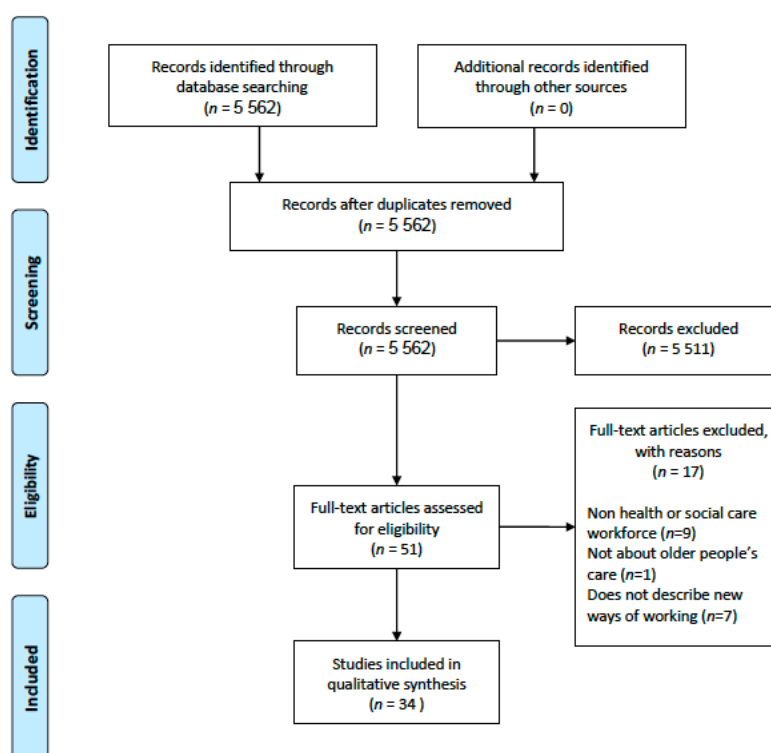 Identification
Records identified through
database searching
(n = 5 562)
Additional records identified
through other sources
(n = 0)
Records after duplicates removed
(n = 5 562)
Screening
Records screened
(n = 5 562)
Records excluded
(n = 5 511)
Eligibility
Full-text articles assessed
for eligibility
(n = 51)
Full-text articles excluded,
with reasons
(n = 17)
Non health or social care
workforce (n=9)
Not about older people's
care (n=1)
Does not describe new
ways of working (n=7)
Included
Studies included in
qualitative synthesis
(n = 34 )